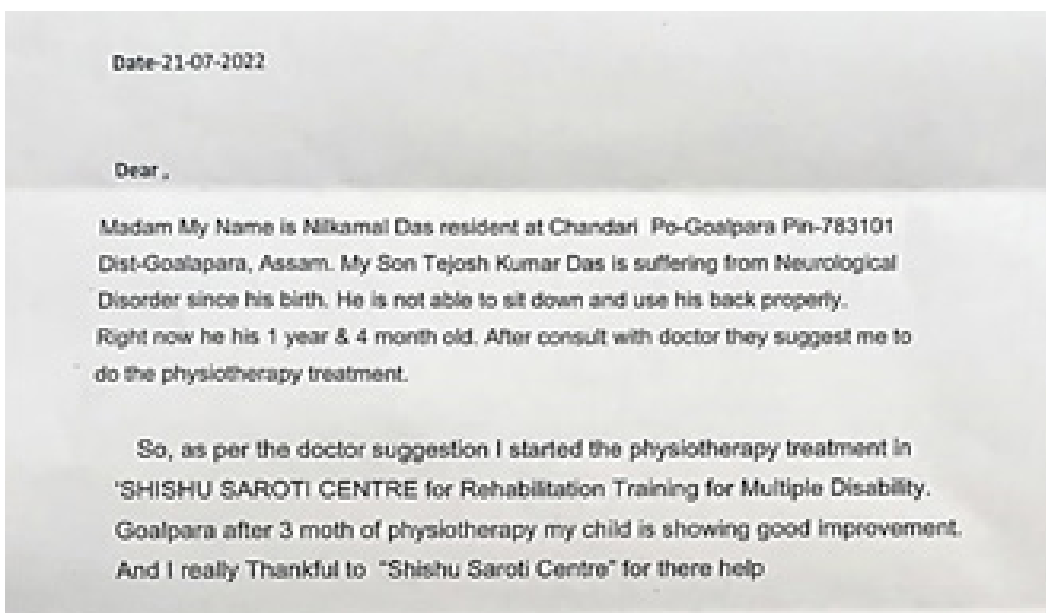 Date-21-07-2022
Dear,
Madam My Name is Nilkamal Das resident at Chandari Po-Goalpara Pin-783101
Dist-Goalapara, Assam. My Son Tejosh Kumar Das is suffering from Neurological
Disorder since his birth. He is not able to sit down and use his back properly.
Right now he his 1 year & 4 month old. After consult with doctor they suggest me to
do the physiotherapy treatment.
So, as per the doctor suggestion I started the physiotherapy treatment in
'SHISHU SAROTI CENTRE for Rehabilitation Training for Multiple Disability.
Goalpara after 3 moth of physiotherapy my child is showing good improvement.
And I really Thankful to "Shishu Saroti Centre" for there help